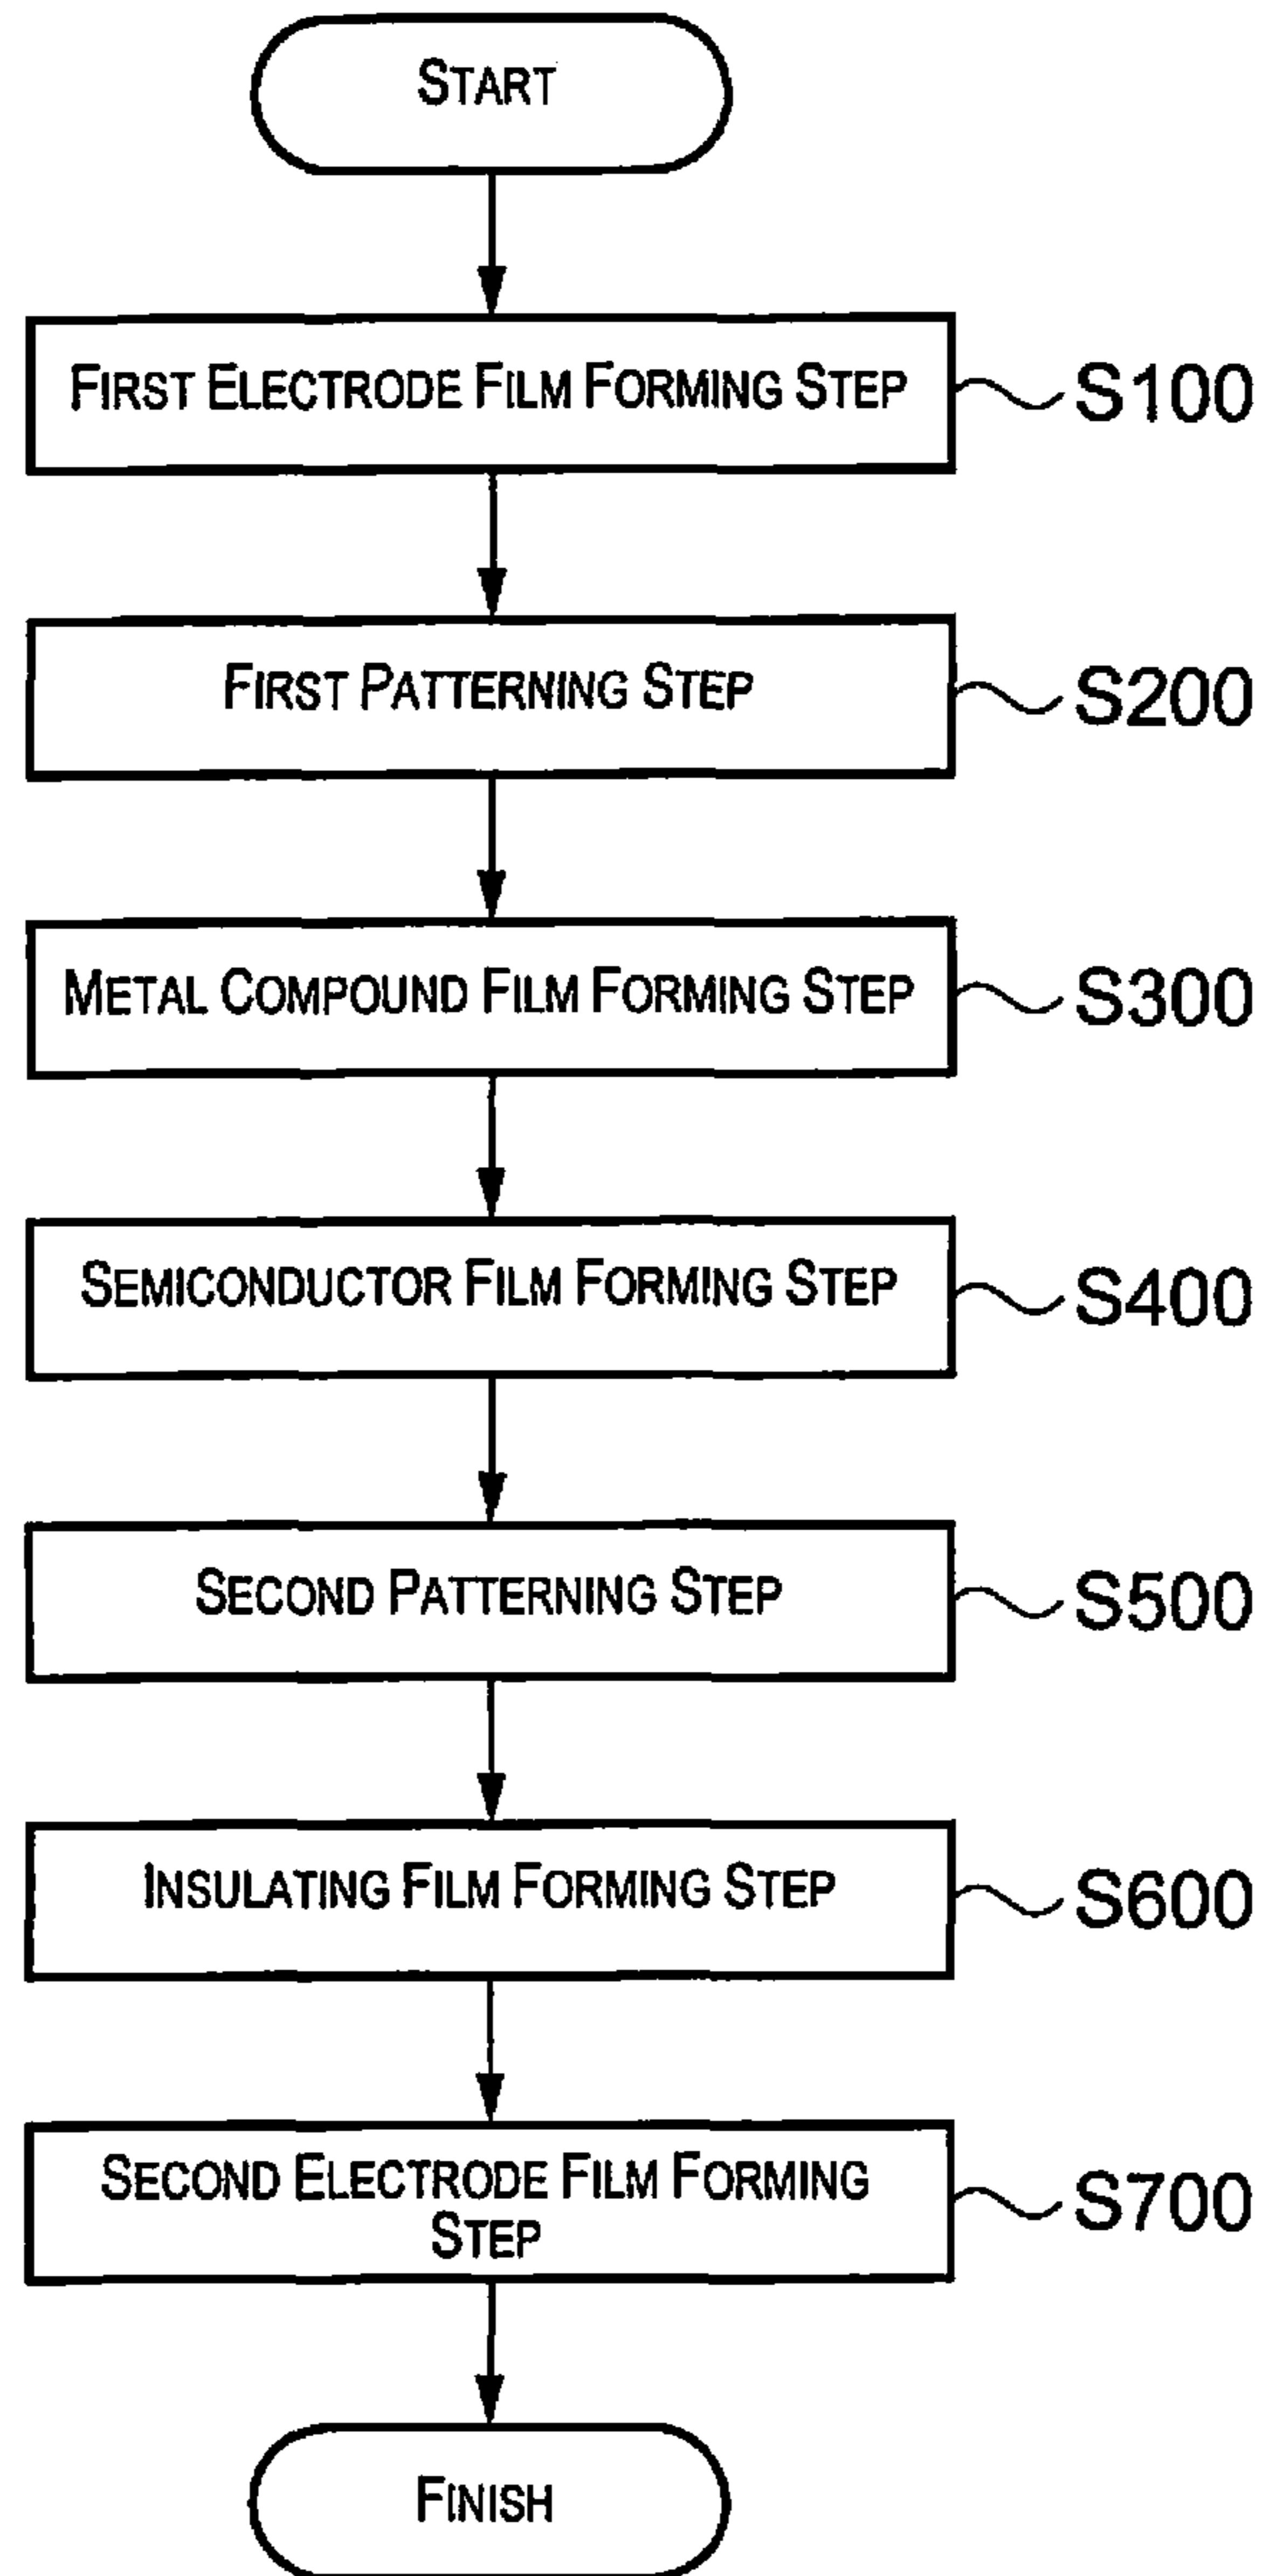 START
FIRST ELECTRODE FILM FORMING STEP
S100
FIRST PATTERNING STEP
S200
METAL COMPOUND FILM FORMING STEP
S300
SEMICONDUCTOR FILM FORMING STEP
S400
SECOND PATTERNING STEP
S500
INSULATING FILM FORMING STEP
S600
SECOND ELECTRODE FILM FORMING
STEP
S700
FINISH